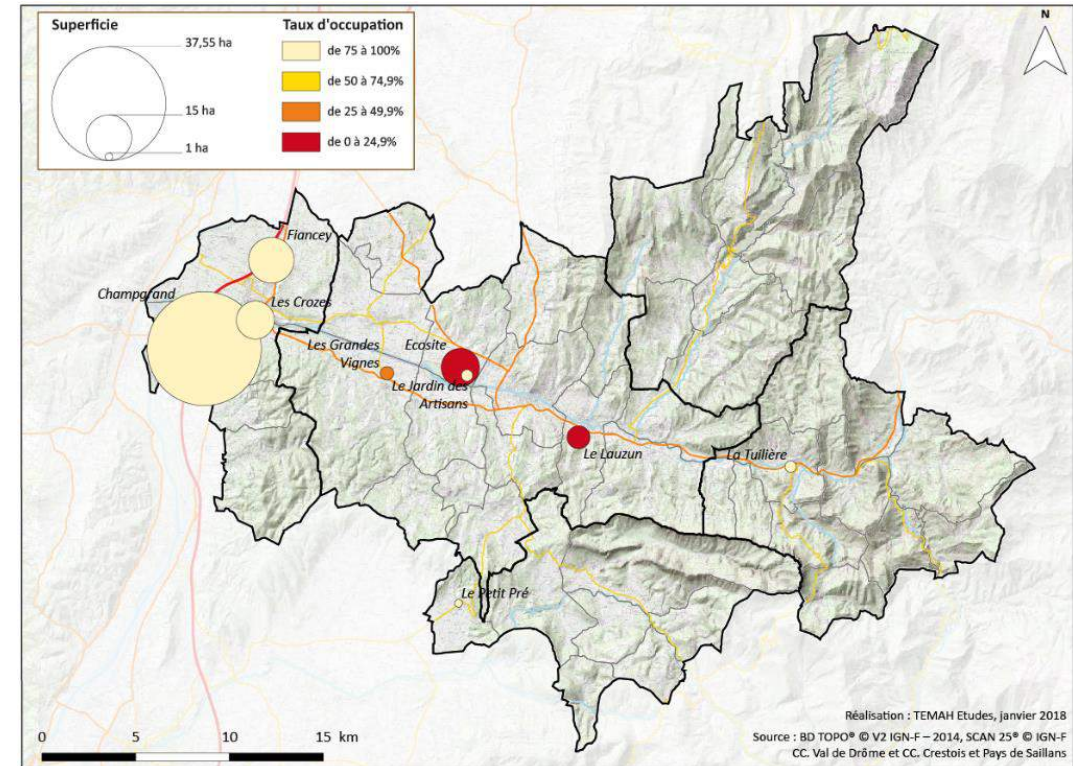 Superficie
37,55 ha
15 ha
1 ha
Taux d'occupation
de 75 à 100%
de 50 à 74,9%
de 25 à 49,9%
de 0 à 24,9%
N
Fiancey
Champgrand
Les Crozes
Les Grandes
Vignes
Ecosite
Le Jardin des
Artisans
Le Lauzun
La Tuilière
Le Petit Pré
0 5 10 15 km
Réalisation : TEMAH Etudes, janvier 2018
Source : BD TOPO® © V2 IGN-F – 2014, SCAN 25® © IGN-F
CC. Val de Drôme et CC. Crestois et Pays de Saillans